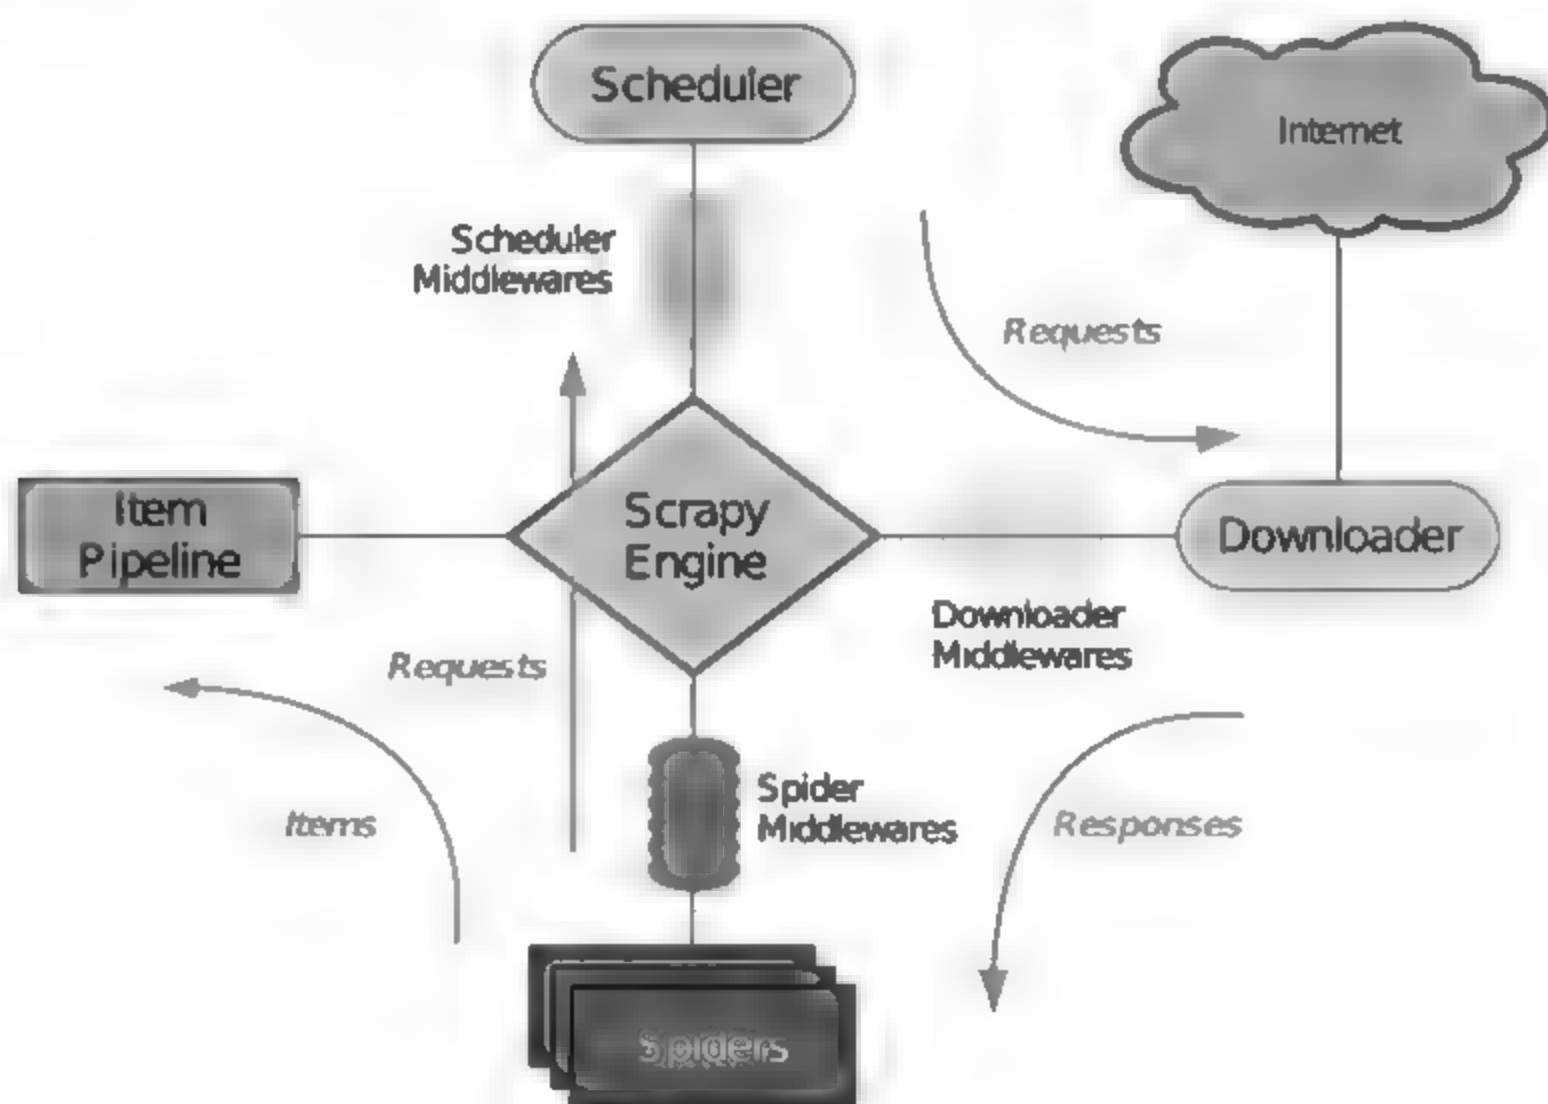 Scheduler
Internet
Scheduler
Middlewares
Requests
Item
Pipeline
Scrapy
Engine
Downloader
Downloader
Middlewares
Requests
Items
Spider
Middlewares
Responses
Spiders